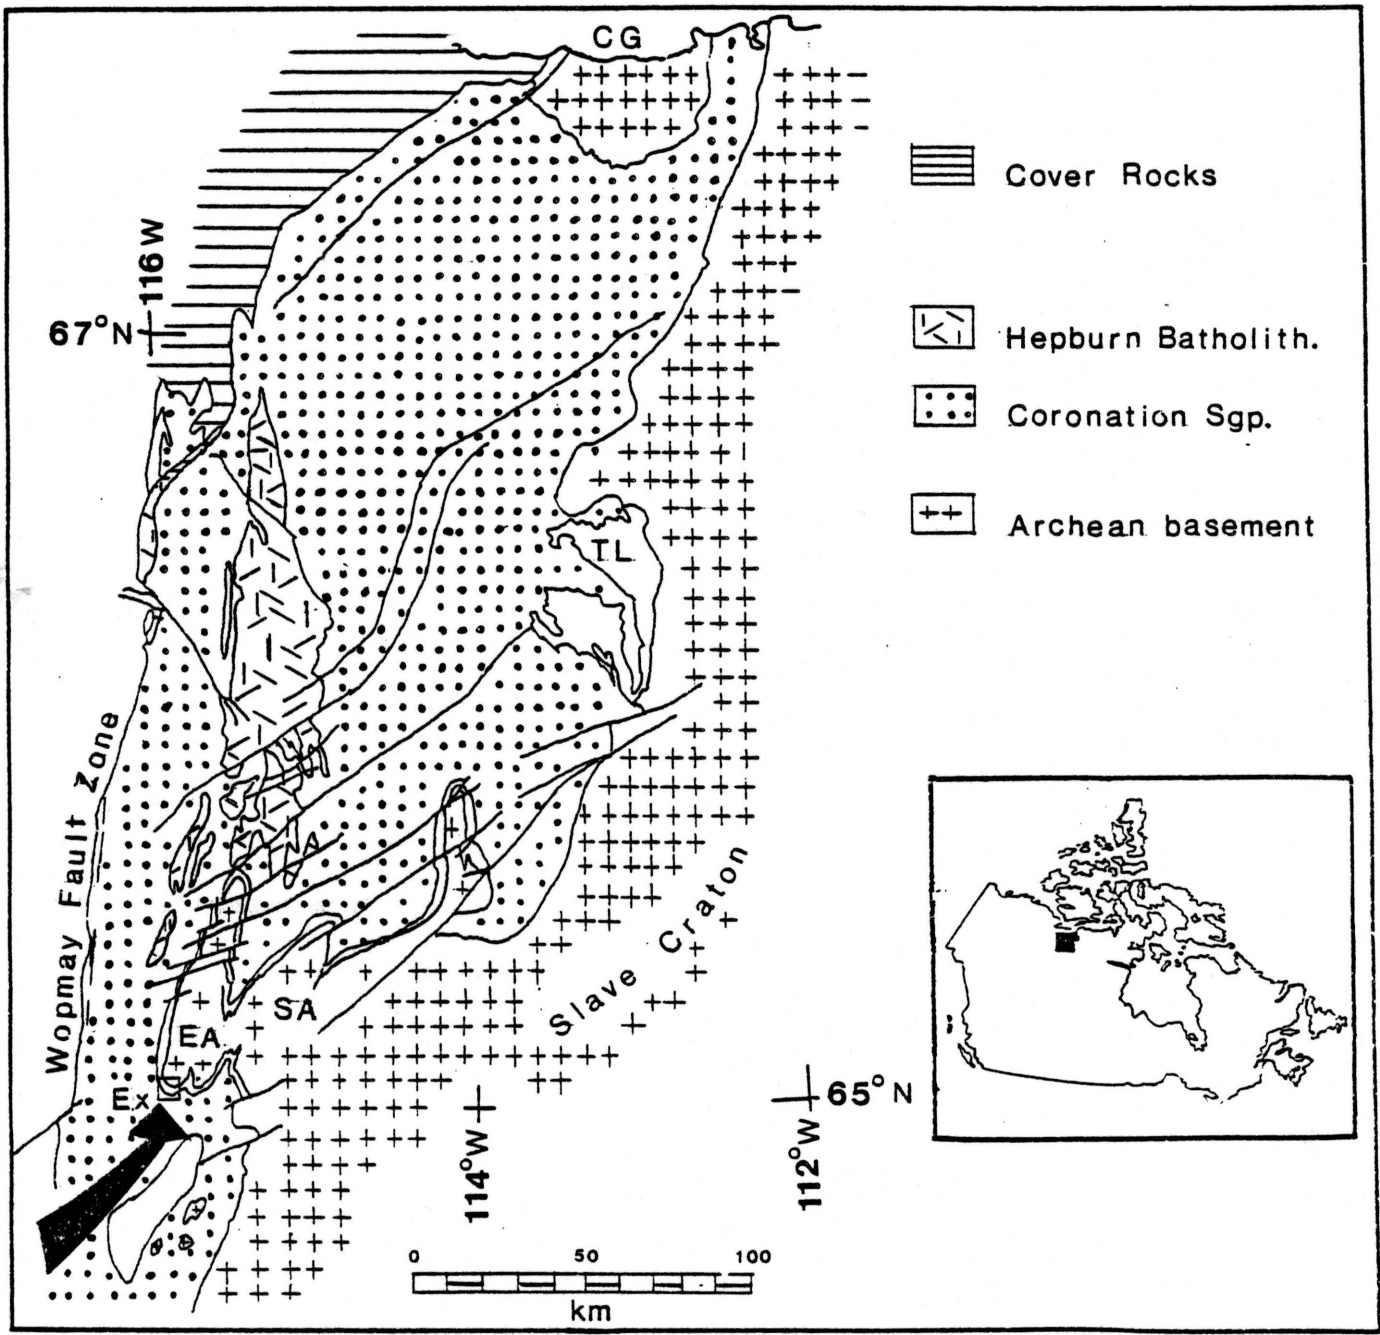 CG
Cover Rocks
116W
67°N
Hepburn Batholith.
Coronation Sgp.
Archean basement
TL
Wopmay Fault Zone
Slave Craton
SA
EA
Ex
65°N
114°W
112°W
0 50 100
km